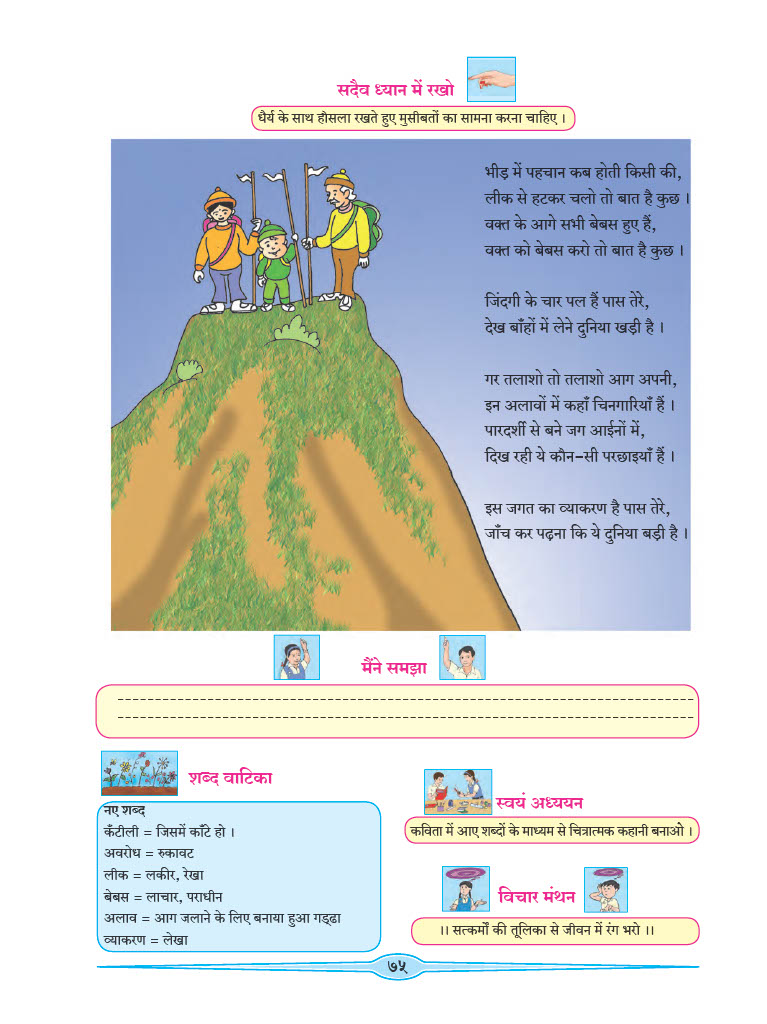 सदैव ध्यान में रखो
धैर्य के साथ हौसला रखते हुए मुसीबतों का सामना करना चाहिए ।
भीड़ में पहचान कब होती किसी की,
लीक से हटकर चलो तो बात है कुछ ।
वक्त के आगे सभी बेबस हुए हैं,
वक्त को बेबस करो तो बात है कुछ ।
जिंदगी के चार पल हैं पास तेरे,
देख बाँहों में लेने दुनिया खड़ी है ।
गर तलाशो तो तलाशो आग अपनी,
इन अलावों में कहाँ चिनगारियाँ हैं ।
पारदर्शी से बने जग आईनों में,
दिख रही ये कौन-सी परछाइयाँ हैं ।
इस जगत का व्याकरण है पास तेरे,
जाँच कर पढ़ना कि ये दुनिया बड़ी है ।
मैंने समझा
शब्द वाटिका
नए शब्द
कँटीली = जिसमें काँटे हो ।
अवरोध = रुकावट
लीक = लकीर, रेखा
बेबस = लाचार, पराधीन
अलाव = आग जलाने के लिए बनाया हुआ गड्ढा
व्याकरण = लेखा
स्वयं अध्ययन
कविता में आए शब्दों के माध्यम से चित्रात्मक कहानी बनाओ ।
विचार मंथन
।। सत्कर्मों की तूलिका से जीवन में रंग भरो ।।
७५